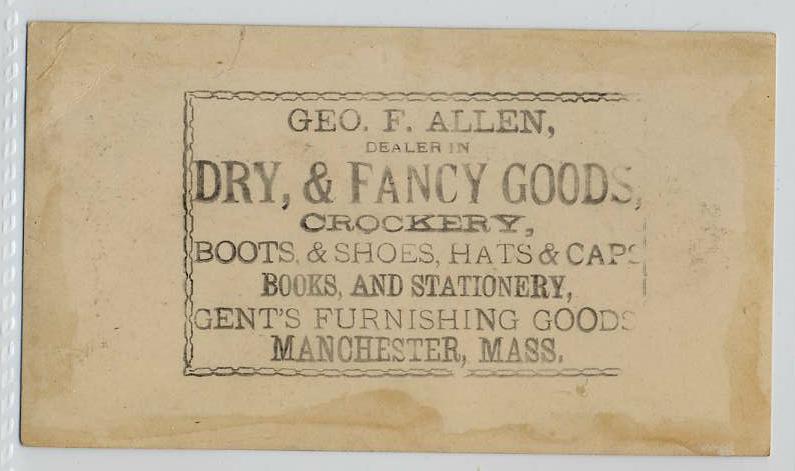 GEO. F. ALLEN,
DEALER IN
DRY, & FANCY GOODS,
CROCKERY,
BOOTS, & SHOES, HATS & CAPS
BOOKS, AND STATIONERY,
GENT'S FURNISHING GOODS
MANCHESTER, MASS.